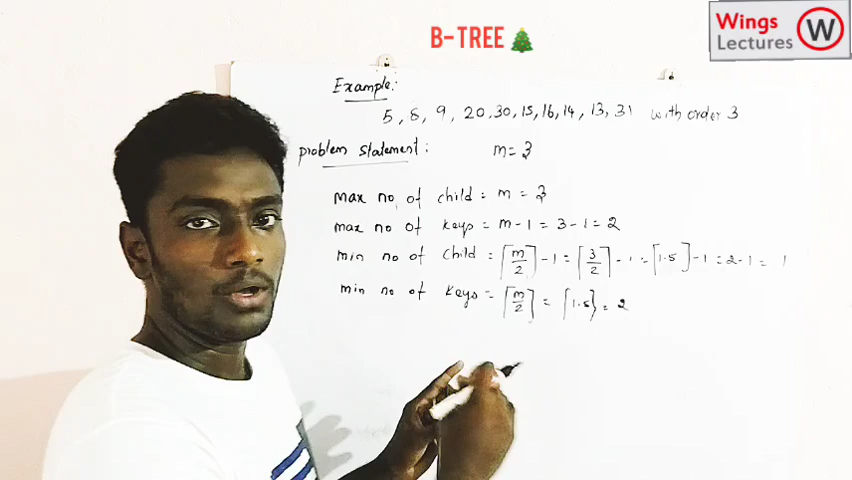 B-TREE🎄
Wings
Lectures W
Example:
5, 8, 9, 20, 30, 15, 16, 14, 13, 31 with order 3
problem statement: m=3
max no. of child = m = 3
max no of keys = m-1 = 3-1 = 2
min no of child = ⌈m/2⌉-1 = ⌈3/2⌉-1 = ⌈1.5⌉-1 = 2-1 = 1
min no of keys = ⌈m/2⌉ = ⌈1.5⌉ = 2